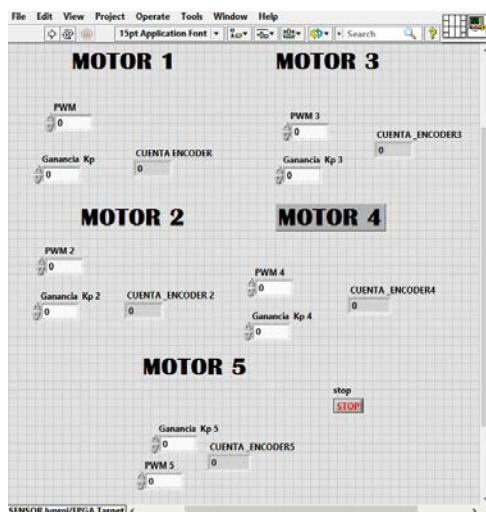 File Edit View Project Operate Tools Window Help
15pt Application Font Search
MOTOR 1
PWM
0
Ganancia Kp
0
CUENTA ENCODER
0
MOTOR 3
PWM 3
0
CUENTA_ENCODER3
0
Ganancia Kp 3
0
MOTOR 2
PWM 2
0
Ganancia Kp 2
0
CUENTA_ENCODER 2
0
MOTOR 4
PWM 4
0
CUENTA_ENCODER4
0
Ganancia Kp 4
0
MOTOR 5
stop
STOP
Ganancia Kp 5
0
CUENTA_ENCODER5
0
PWM 5
0
FPGA Target